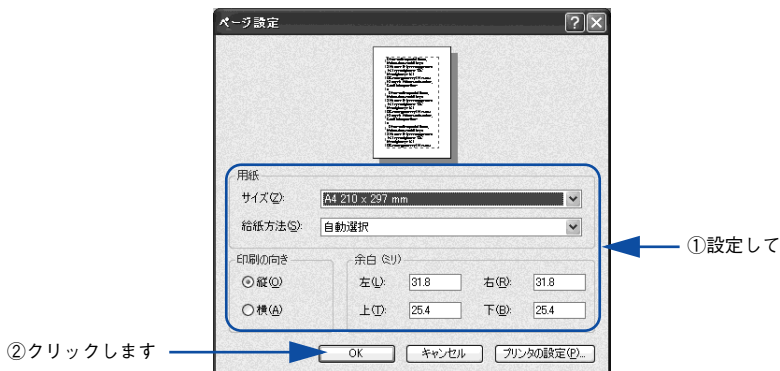 ページ設定
用紙
サイズ(Z):
A4 210 x 297 mm
給紙方法(S):
自動選択
①設定して
印刷の向き
縦(O)
横(A)
余白 (ミリ)
左(L): 31.8 右(R): 31.8
上(T): 25.4 下(B): 25.4
②クリックします
OK キャンセル プリンタの設定(P)...